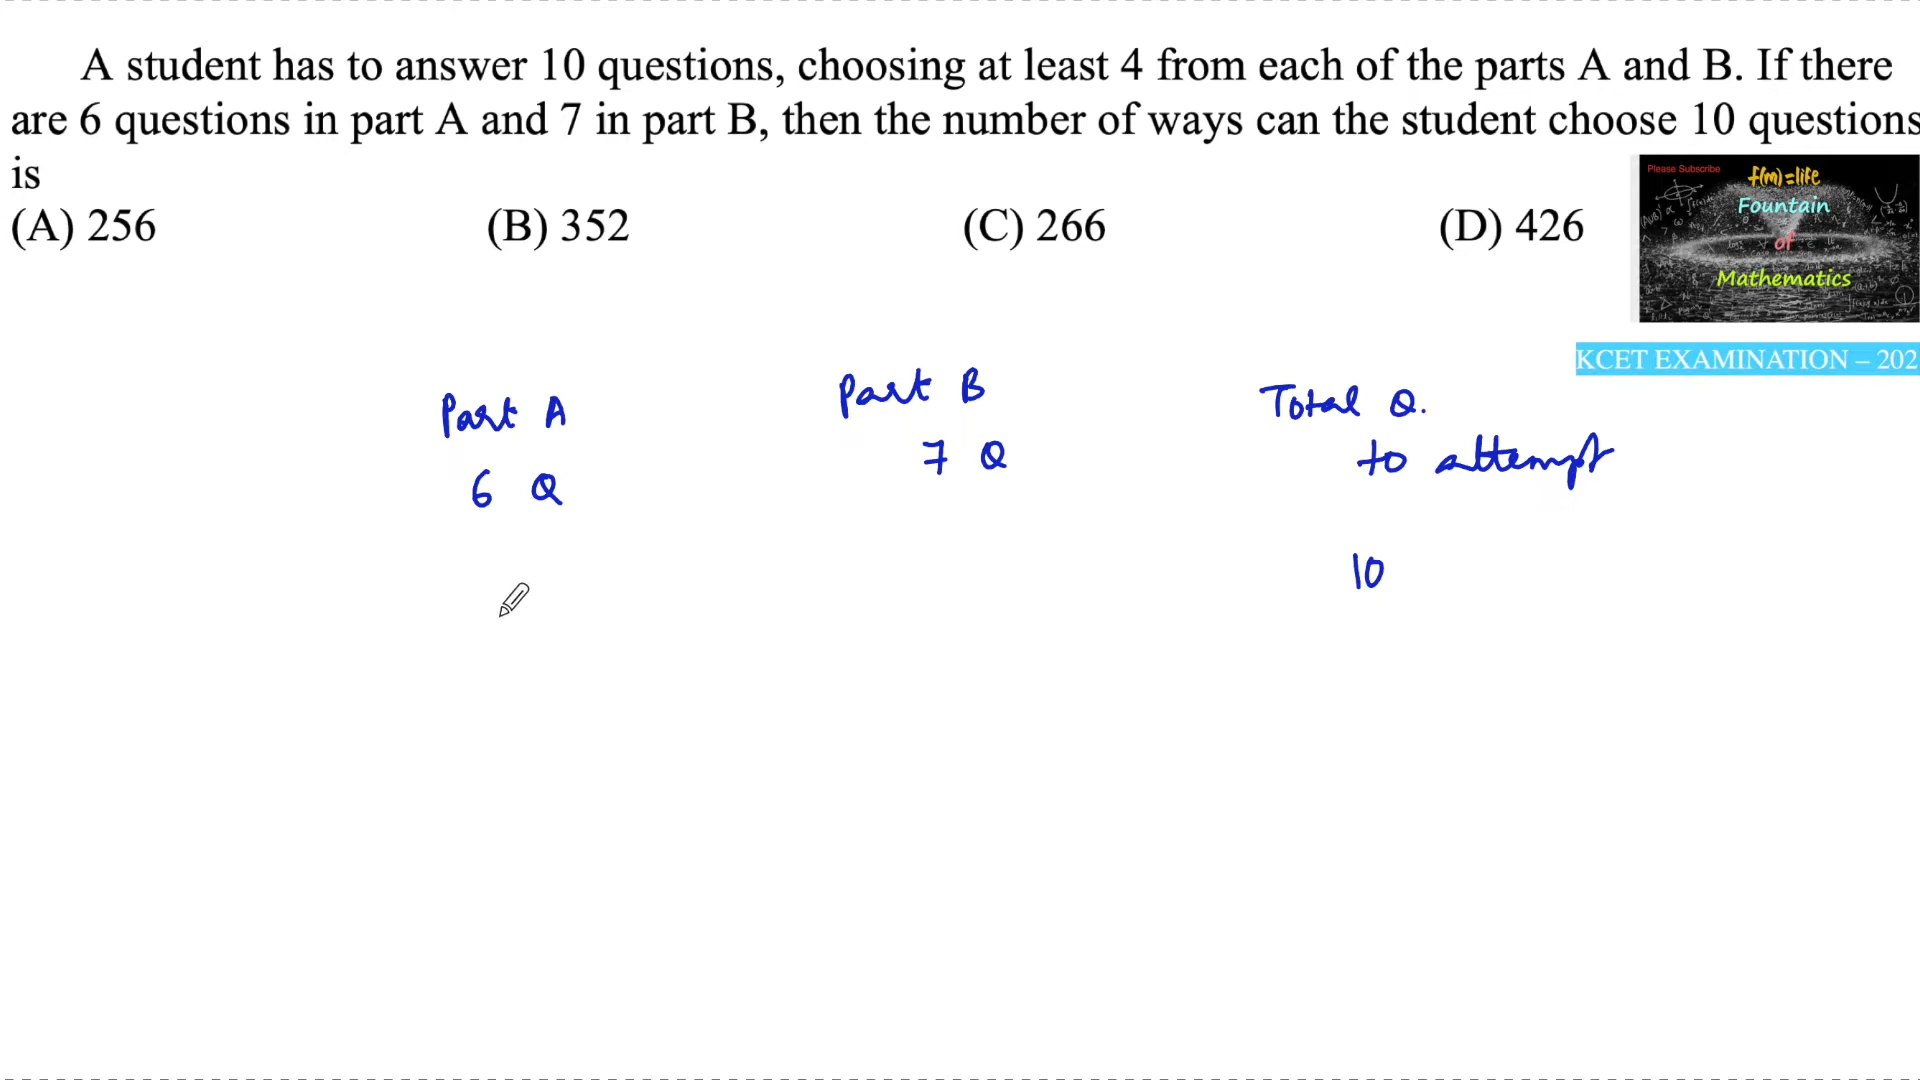 A student has to answer 10 questions, choosing at least 4 from each of the parts A and B. If there
are 6 questions in part A and 7 in part B, then the number of ways can the student choose 10 questions
is
(A) 256 (B) 352 (C) 266 (D) 426
Please Subscribe
f(m)=life
Fountain
of
Mathematics
KCET EXAMINATION – 202
Part A Part B Total Q.
6 Q 7 Q to attempt
10